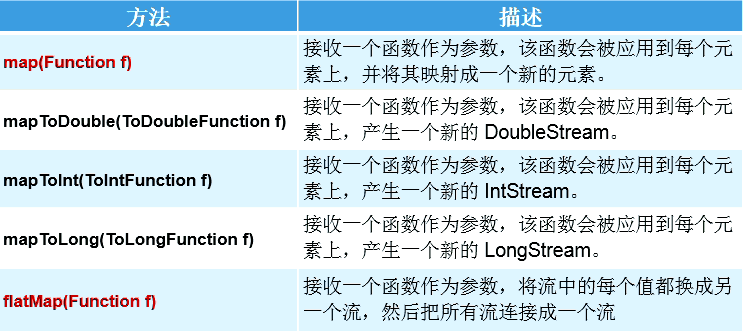 方法 描述
map(Function f) 接收一个函数作为参数，该函数会被应用到每个元
素上，并将其映射成一个新的元素。
mapToDouble(ToDoubleFunction f) 接收一个函数作为参数，该函数会被应用到每个元
素上，产生一个新的 DoubleStream。
mapToInt(ToIntFunction f) 接收一个函数作为参数，该函数会被应用到每个元
素上，产生一个新的 IntStream。
mapToLong(ToLongFunction f) 接收一个函数作为参数，该函数会被应用到每个元
素上，产生一个新的 LongStream。
flatMap(Function f) 接收一个函数作为参数，将流中的每个值都换成另
一个流，然后把所有流连接成一个流